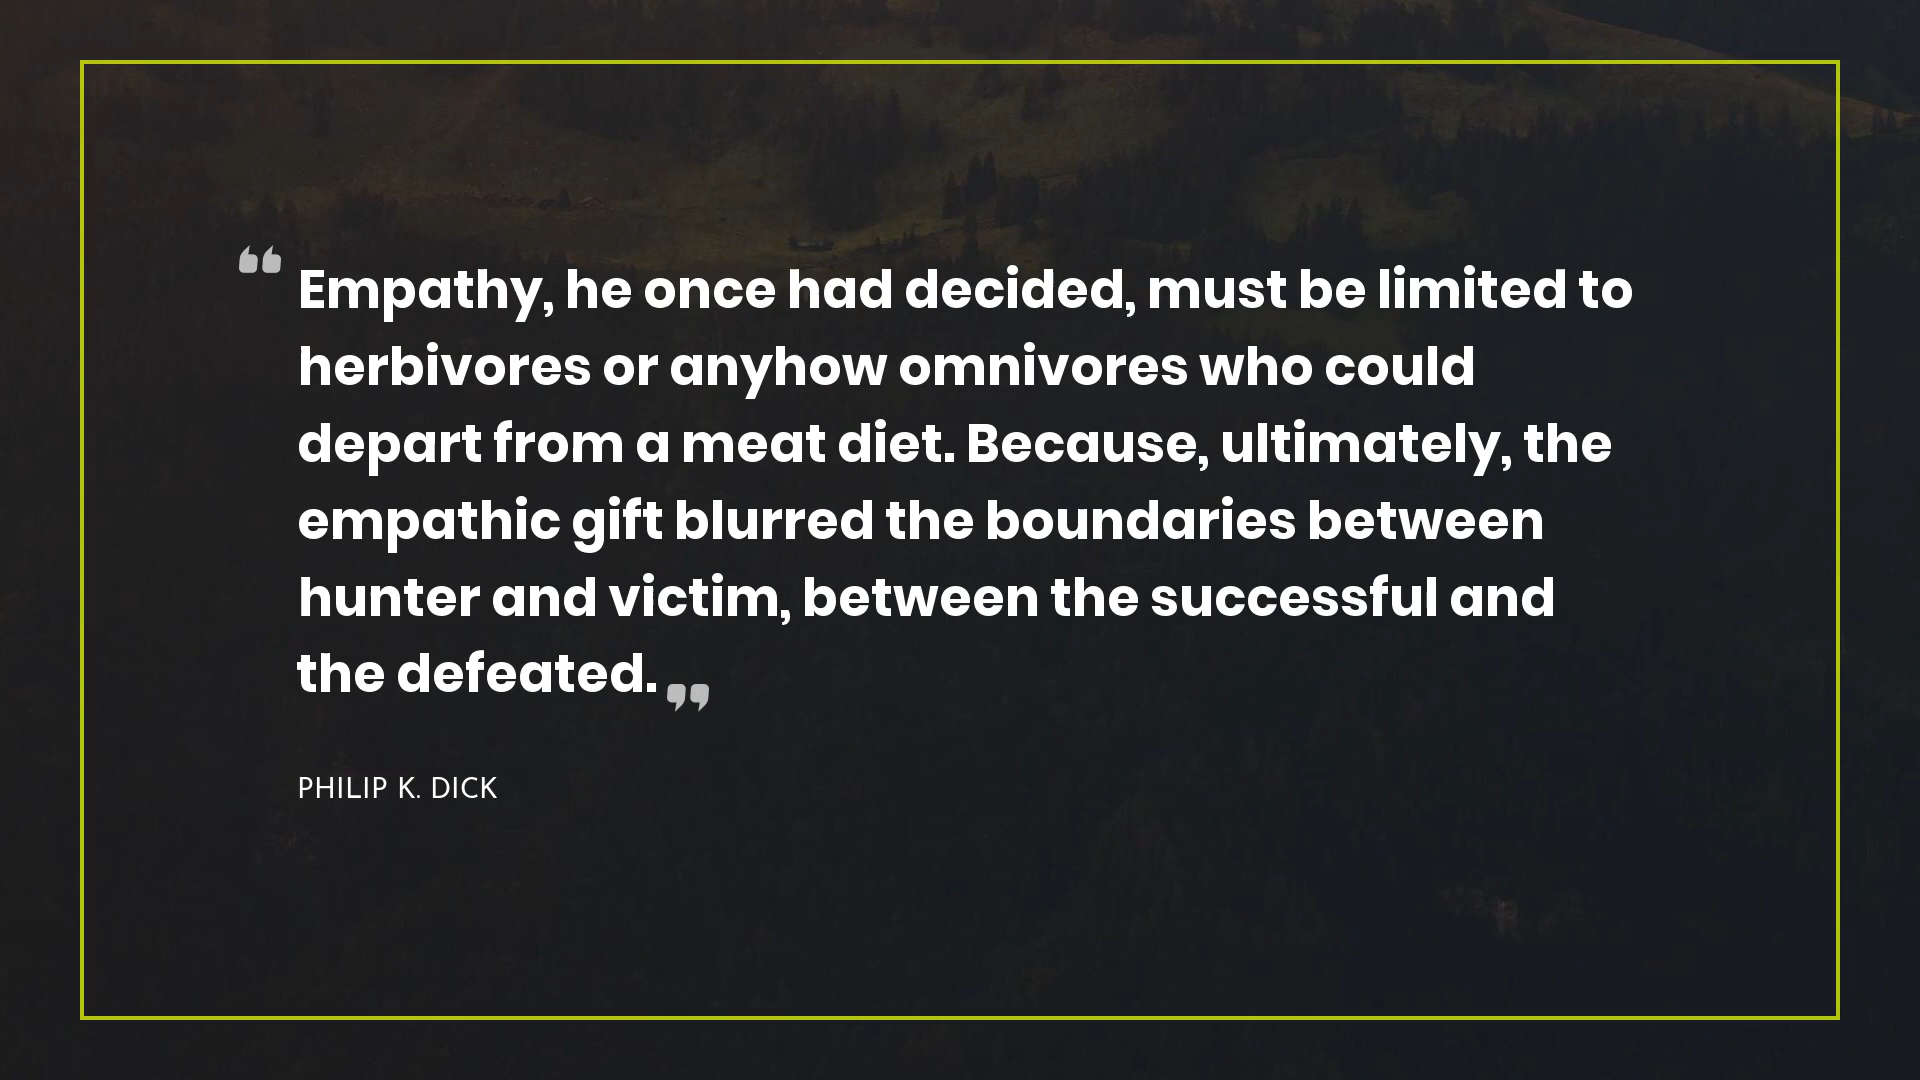 “Empathy, he once had decided, must be limited to
herbivores or anyhow omnivores who could
depart from a meat diet. Because, ultimately, the
empathic gift blurred the boundaries between
hunter and victim, between the successful and
the defeated.”
PHILIP K. DICK